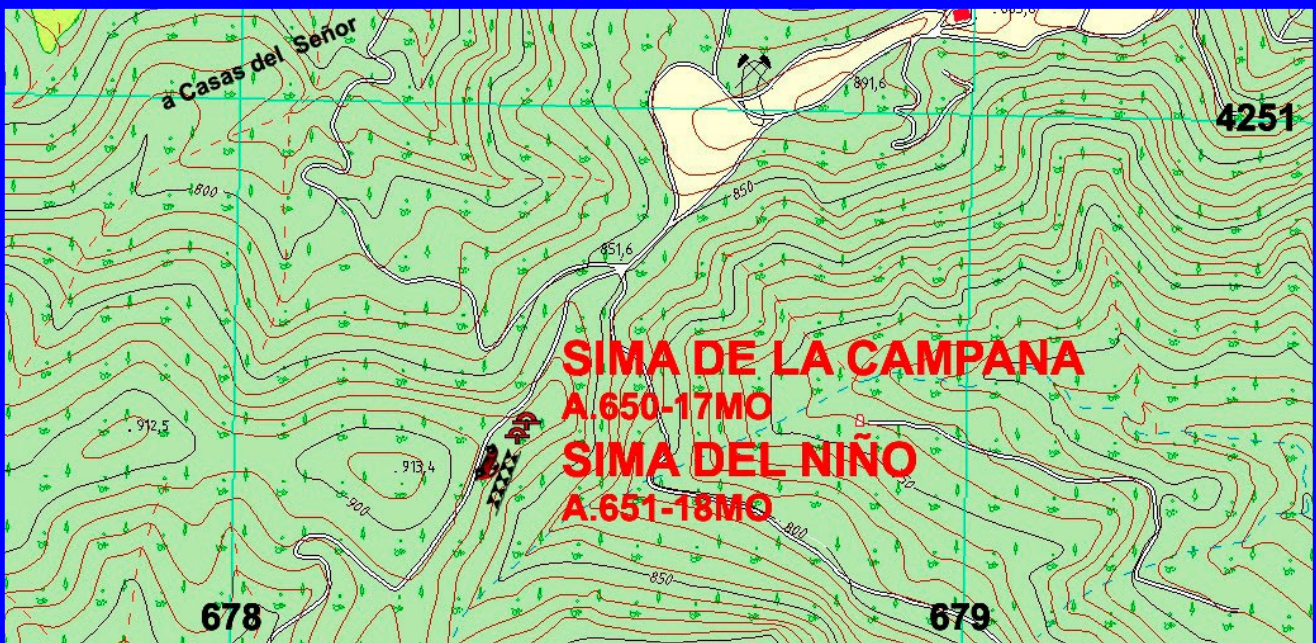 a Casas del Señor
891,6
4251
800
850
851,6
SIMA DE LA CAMPANA
A.650-17MO
SIMA DEL NIÑO
A.651-18MO
912,5
913,4
900
800
850
678
679